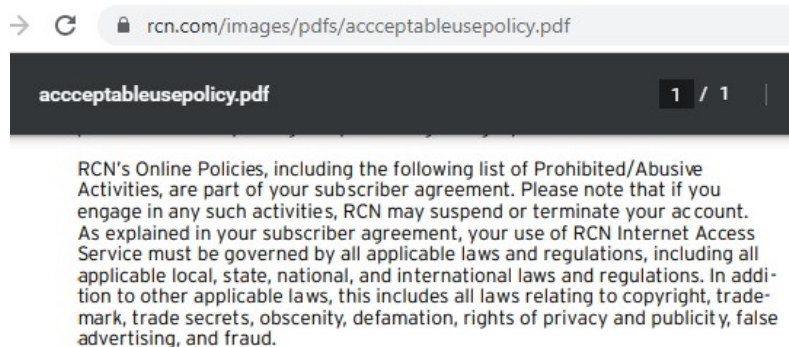 rcn.com/images/pdfs/accceptableusepolicy.pdf
accceptableusepolicy.pdf 1 / 1
RCN's Online Policies, including the following list of Prohibited/Abusive
Activities, are part of your subscriber agreement. Please note that if you
engage in any such activities, RCN may suspend or terminate your account.
As explained in your subscriber agreement, your use of RCN Internet Access
Service must be governed by all applicable laws and regulations, including all
applicable local, state, national, and international laws and regulations. In addi-
tion to other applicable laws, this includes all laws relating to copyright, trade-
mark, trade secrets, obscenity, defamation, rights of privacy and publicity, false
advertising, and fraud.